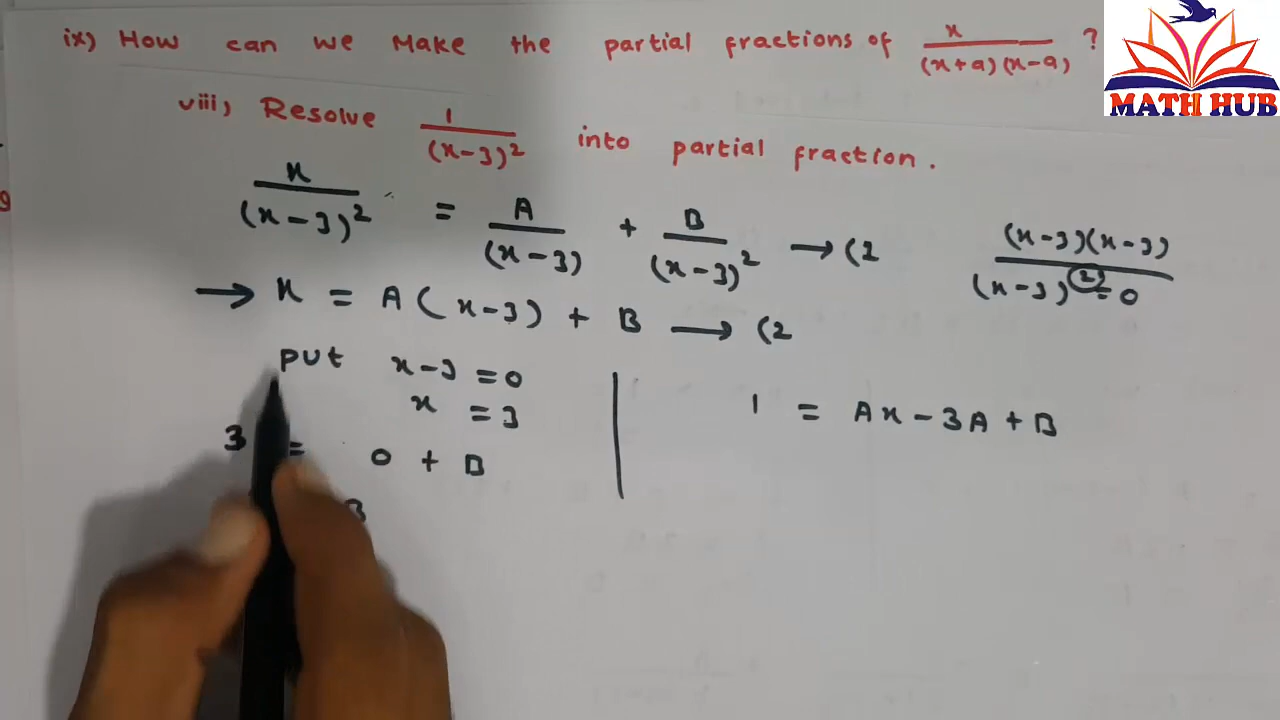 ix) How can we Make the partial fractions of x / (x+a)(x-a) ?
MATH HUB
viii, Resolve 1 / (x-3)² into partial fraction.
x / (x-3)² = A / (x-3) + B / (x-3)² → (2
(x-3)(x-3) / (x-3)² = 0
→ x = A(x-3) + B → (2
put x-3 = 0
x = 3
1 = Ax - 3A + B
3 = 0 + B
B